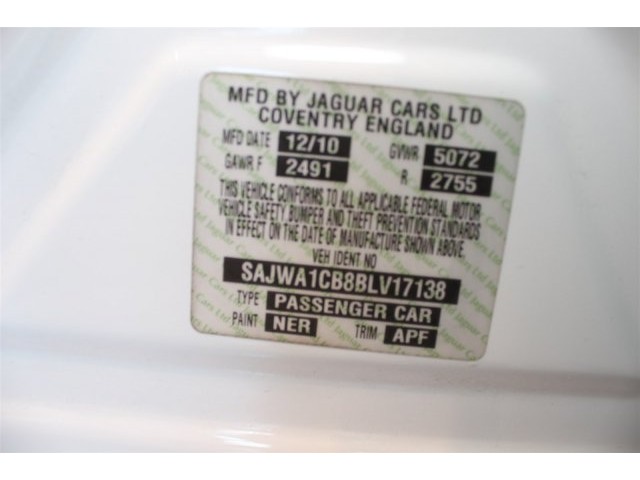 MFD BY JAGUAR CARS LTD
COVENTRY ENGLAND
MFD DATE 12/10 GVWR 5072
GAWR F 2491 R 2755
THIS VEHICLE CONFORMS TO ALL APPLICABLE FEDERAL MOTOR
VEHICLE SAFETY, BUMPER AND THEFT PREVENTION STANDARDS
IN EFFECT ON THE DATE OF MANUFACTURE SHOWN ABOVE.
VEH IDENT NO
SAJWA1CB8BLV17138
TYPE PASSENGER CAR
PAINT NER TRIM APF